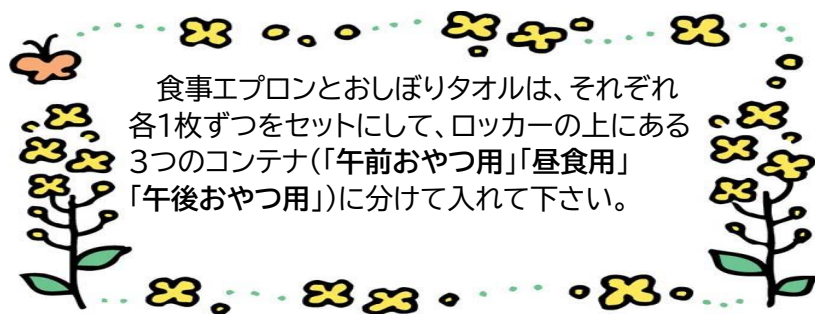 食事エプロンとおしぼりタオルは、それぞれ
各1枚ずつをセットにして、ロッカーの上にある
3つのコンテナ(「午前おやつ用」「昼食用」
「午後おやつ用」)に分けて入れて下さい。